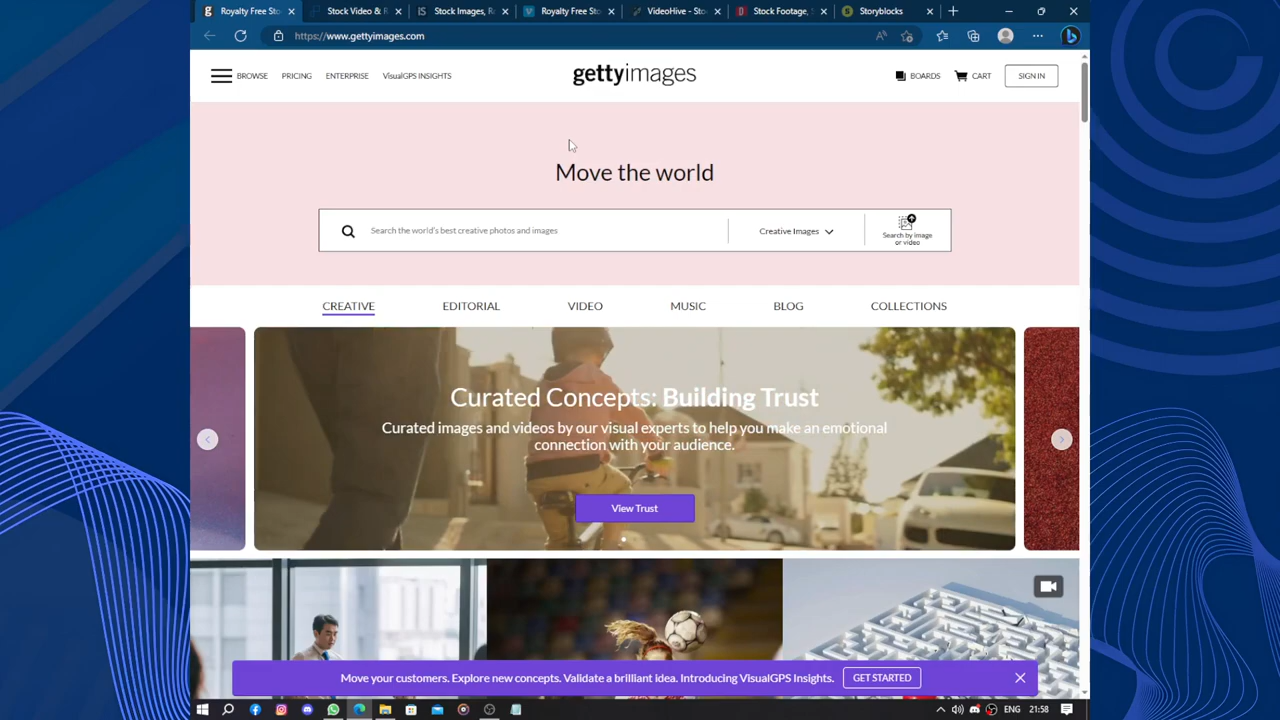 Royalty Free Sto
Stock Video & R
Stock Images, Ro
Royalty Free Sto
VideoHive - Sto
Stock Footage, S
Storyblocks
https://www.gettyimages.com
BROWSE PRICING ENTERPRISE VisualGPS INSIGHTS
gettyimages
BOARDS CART SIGN IN
Move the world
Search the world's best creative photos and images
Creative Images
Search by image
or video
CREATIVE EDITORIAL VIDEO MUSIC BLOG COLLECTIONS
Curated Concepts: Building Trust
Curated images and videos by our visual experts to help you make an emotional
connection with your audience.
View Trust
Move your customers. Explore new concepts. Validate a brilliant idea. Introducing VisualGPS Insights.
GET STARTED
ENG 21:58